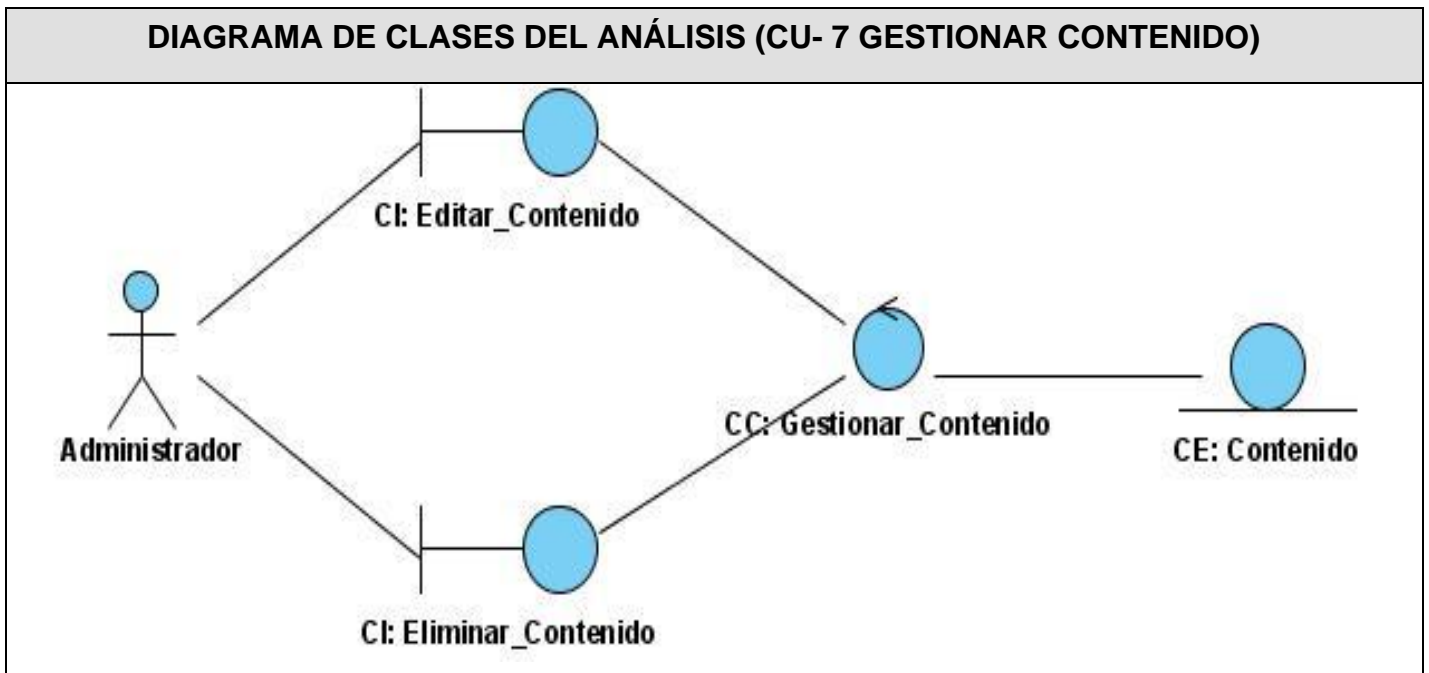 DIAGRAMA DE CLASES DEL ANÁLISIS (CU- 7 GESTIONAR CONTENIDO)
CI: Editar_Contenido
Administrador
CC: Gestionar_Contenido
CE: Contenido
CI: Eliminar_Contenido